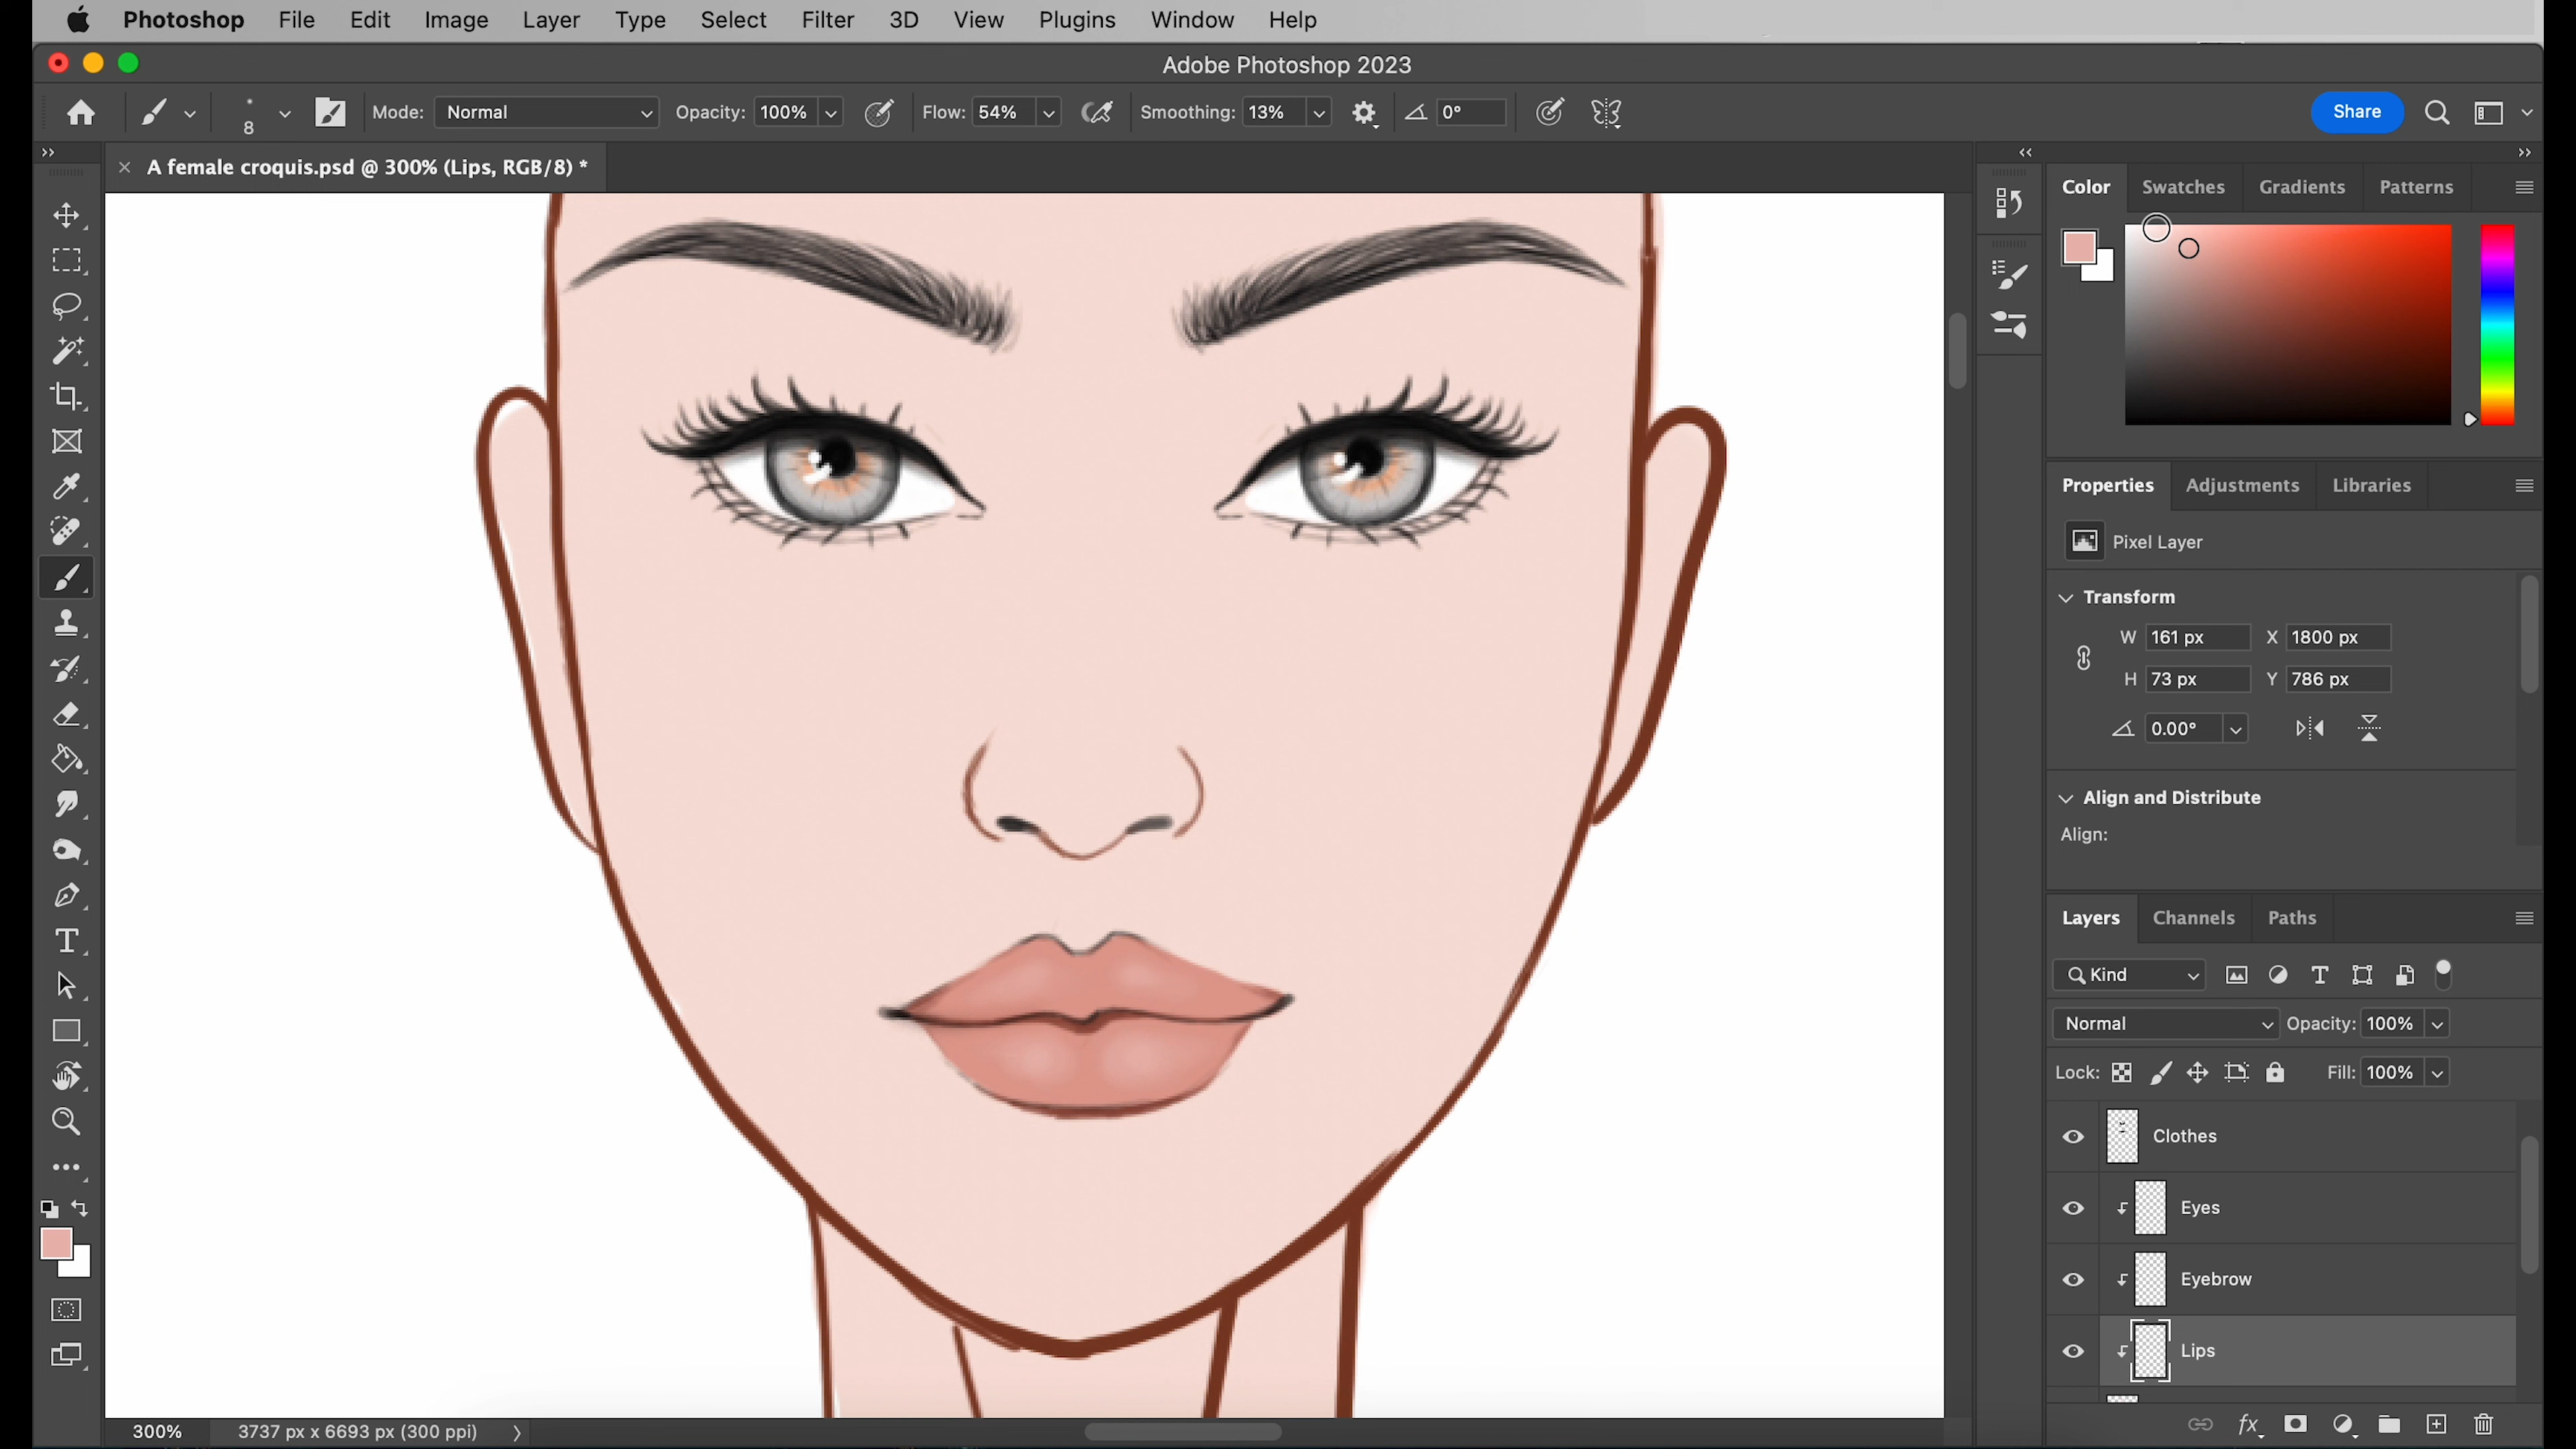 Photoshop File Edit Image Layer Type Select Filter 3D View Plugins Window Help
Adobe Photoshop 2023
8 Mode: Normal Opacity: 100% Flow: 54% Smoothing: 13% 0° Share
A female croquis.psd @ 300% (Lips, RGB/8) *
Color Swatches Gradients Patterns
Properties Adjustments Libraries
Pixel Layer
Transform
W 161 px X 1800 px
H 73 px Y 786 px
0.00°
Align and Distribute
Align:
Layers Channels Paths
Kind
Normal Opacity: 100%
Lock: Fill: 100%
Clothes
Eyes
Eyebrow
Lips
300% 3737 px x 6693 px (300 ppi)